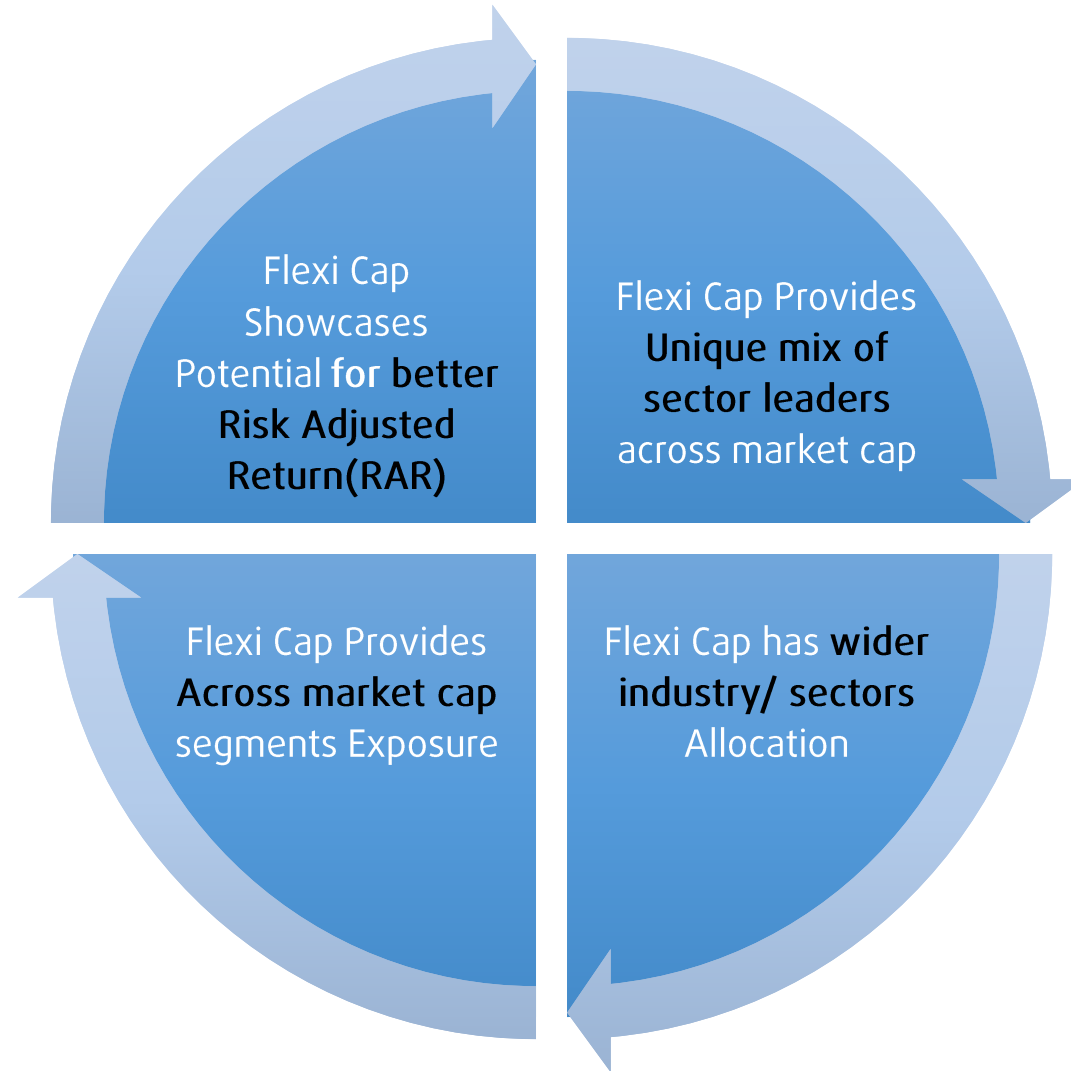 Flexi Cap
Showcases
Potential for better
Risk Adjusted
Return(RAR)
Flexi Cap Provides
Unique mix of
sector leaders
across market cap
Flexi Cap Provides
Across market cap
segments Exposure
Flexi Cap has wider
industry/ sectors
Allocation